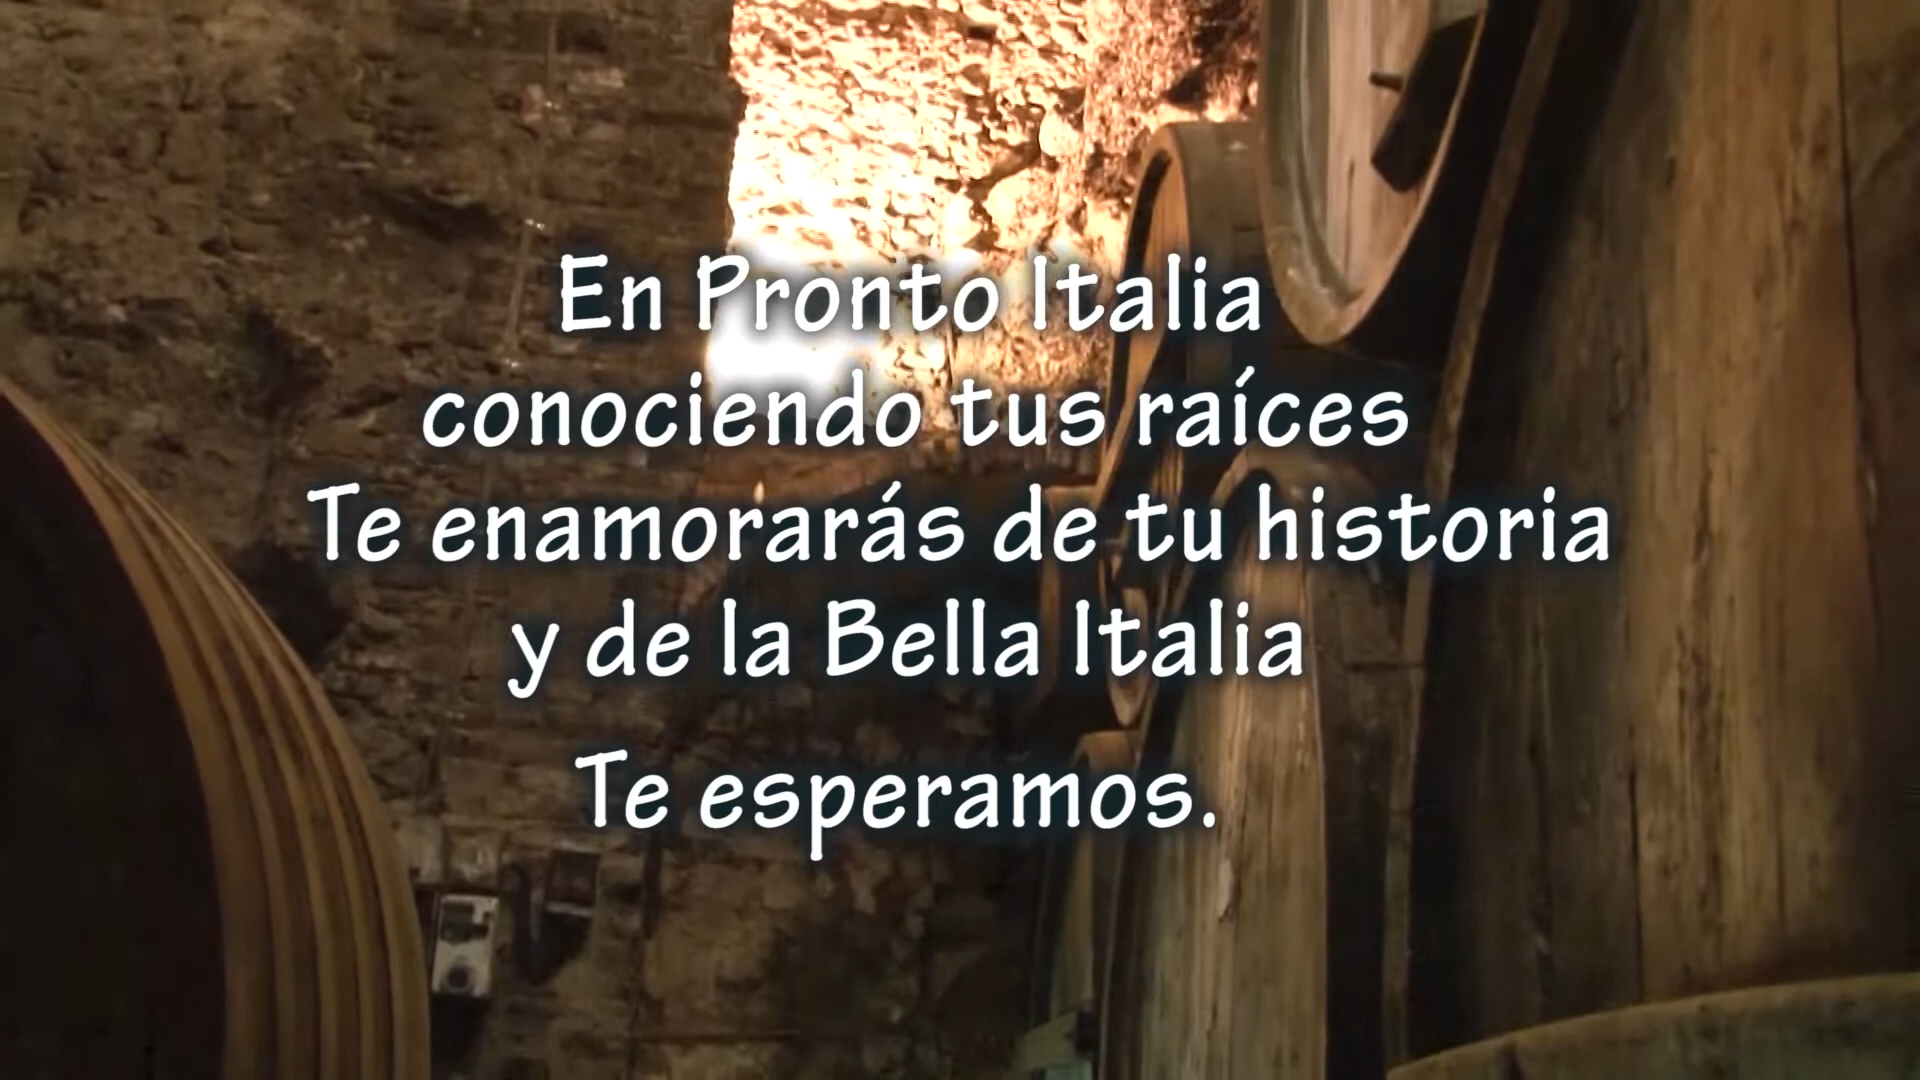 En Pronto Italia
conociendo tus raíces
Te enamorarás de tu historia
y de la Bella Italia
Te esperamos.